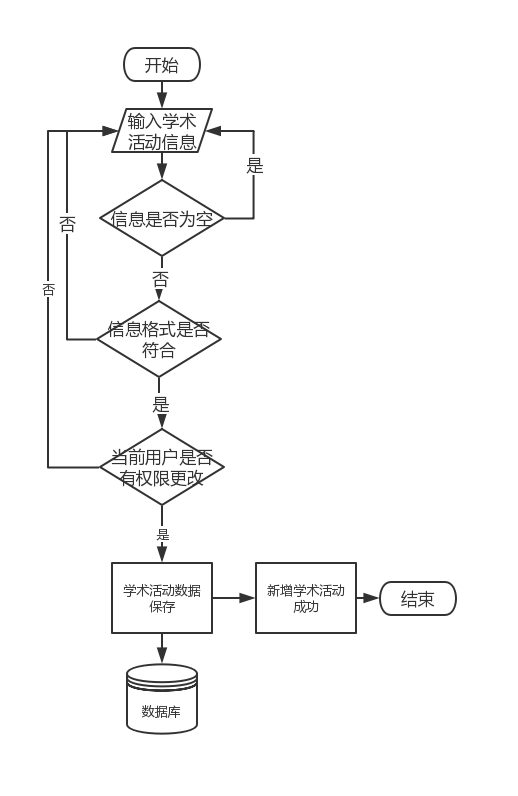 开始
输入学术
活动信息
是
信息是否为空
否
否
否
信息格式是否
符合
是
当前用户是否
有权限更改
是
学术活动数据
保存
新增学术活动
成功
结束
数据库